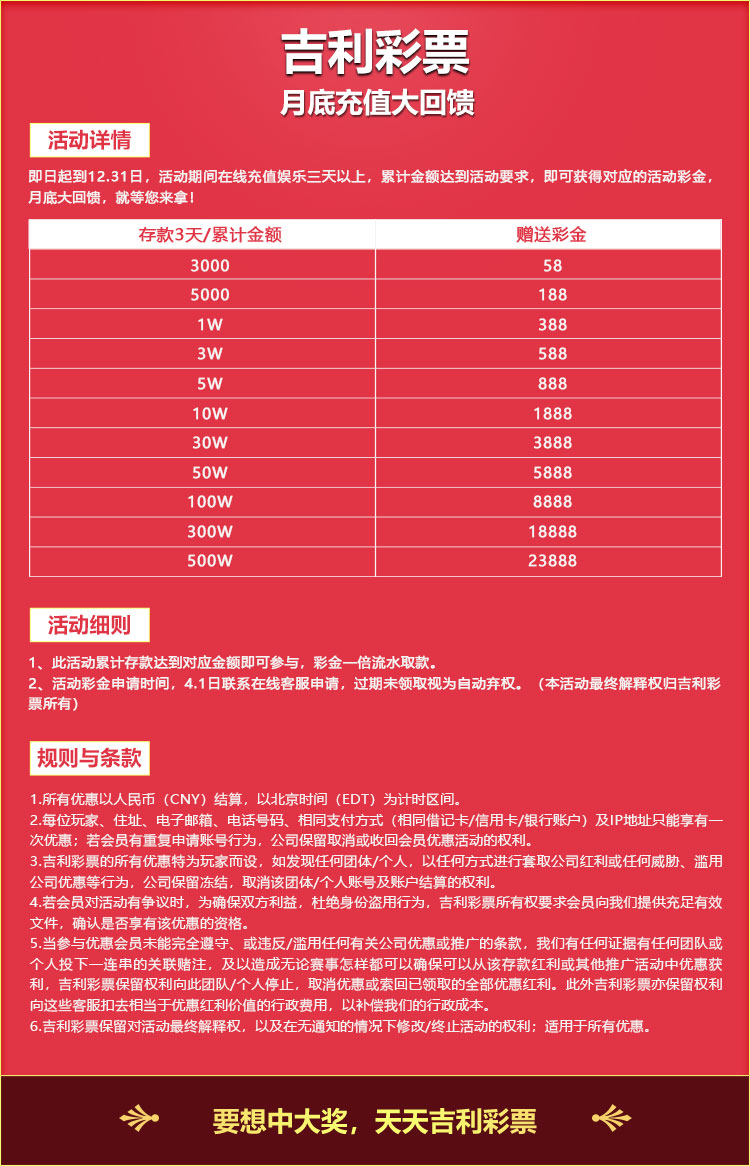 吉利彩票
月底充值大回馈
活动详情
即日起到12.31日，活动期间在线充值娱乐三天以上，累计金额达到活动要求，即可获得对应的活动彩金，
月底大回馈，就等您来拿！
存款3天/累计金额 赠送彩金
3000 58
5000 188
1W 388
3W 588
5W 888
10W 1888
30W 3888
50W 5888
100W 8888
300W 18888
500W 23888
活动细则
1、此活动累计存款达到对应金额即可参与，彩金一倍流水取款。
2、活动彩金申请时间，4.1日联系在线客服申请，过期未领取视为自动弃权。（本活动最终解释权归吉利彩
票所有）
规则与条款
1.所有优惠以人民币（CNY）结算，以北京时间（EDT）为计时区间。
2.每位玩家、住址、电子邮箱、电话号码、相同支付方式（相同借记卡/信用卡/银行账户）及IP地址只能享有一
次优惠；若会员有重复申请账号行为，公司保留取消或收回会员优惠活动的权利。
3.吉利彩票的所有优惠特为玩家而设，如发现任何团体/个人，以任何方式进行套取公司红利或任何威胁、滥用
公司优惠等行为，公司保留冻结，取消该团体/个人账号及账户结算的权利。
4.若会员对活动有争议时，为确保双方利益，杜绝身份盗用行为，吉利彩票所有权要求会员向我们提供充足有效
文件，确认是否享有该优惠的资格。
5.当参与优惠会员未能完全遵守、或违反/滥用任何有关公司优惠或推广的条款，我们有任何证据有任何团队或
个人投下一连串的关联赌注，及以造成无论赛事怎样都可以确保可以从该存款红利或其他推广活动中优惠获
利，吉利彩票保留权利向此团队/个人停止，取消优惠或索回已领取的全部优惠红利。此外吉利彩票亦保留权利
向这些客服扣去相当于优惠红利价值的行政费用，以补偿我们的行政成本。
6.吉利彩票保留对活动最终解释权，以及在无通知的情况下修改/终止活动的权利；适用于所有优惠。
要想中大奖，天天吉利彩票